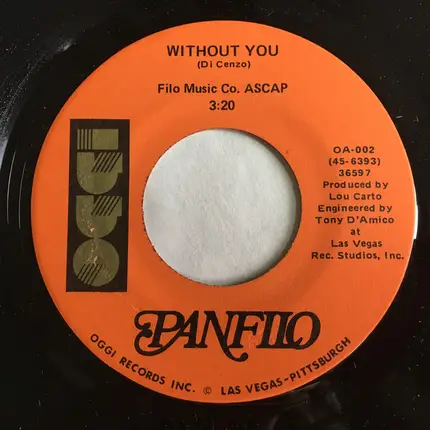 WITHOUT YOU
(Di Cenzo)
Filo Music Co. ASCAP
3:20
OGGI
OA-002
(45-6393)
36597
Produced by
Lou Carto
Engineered by
Tony D'Amico
at
Las Vegas
Rec. Studios, Inc.
PANFILO
OGGI RECORDS INC. © LAS VEGAS-PITTSBURGH